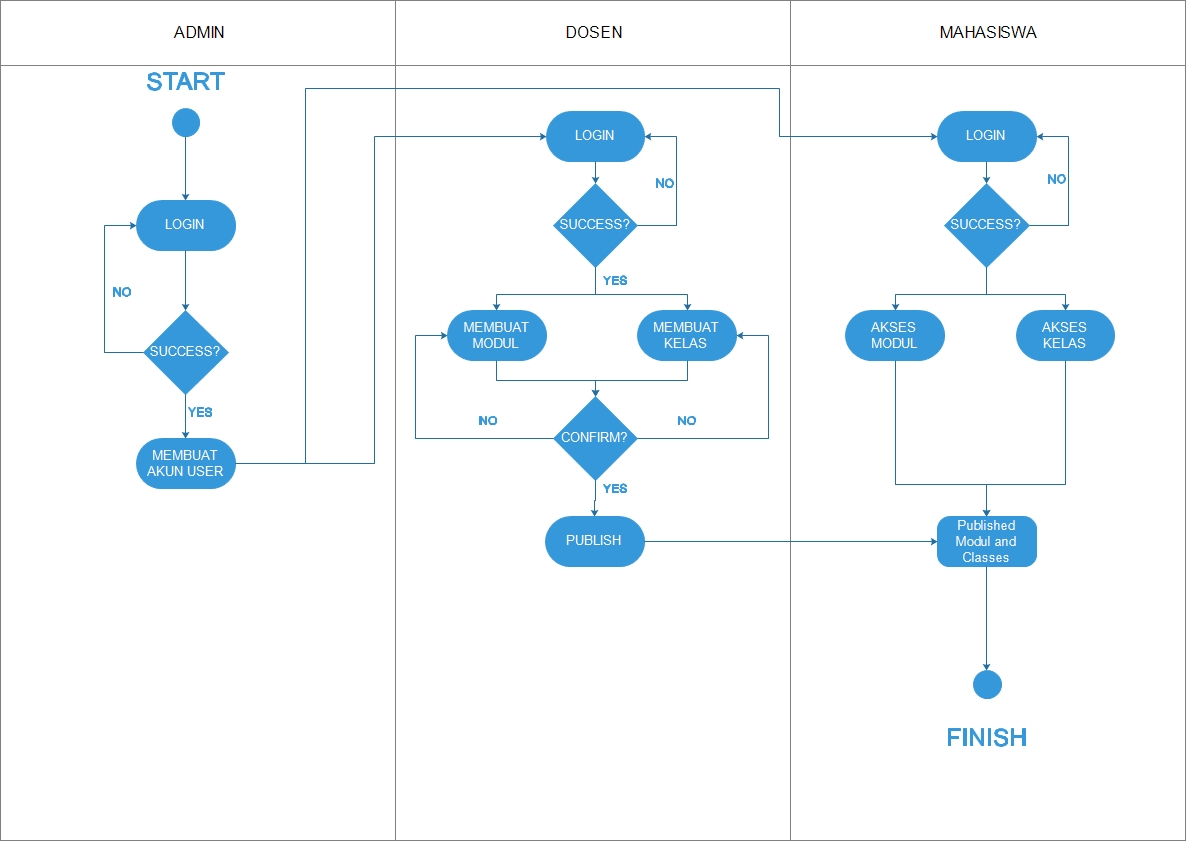 ADMIN
DOSEN
MAHASISWA
START
LOGIN
NO
SUCCESS?
YES
MEMBUAT
AKUN USER
LOGIN
NO
SUCCESS?
YES
MEMBUAT
MODUL
MEMBUAT
KELAS
NO
CONFIRM?
NO
YES
PUBLISH
LOGIN
NO
SUCCESS?
AKSES
MODUL
AKSES
KELAS
Published
Modul and
Classes
FINISH